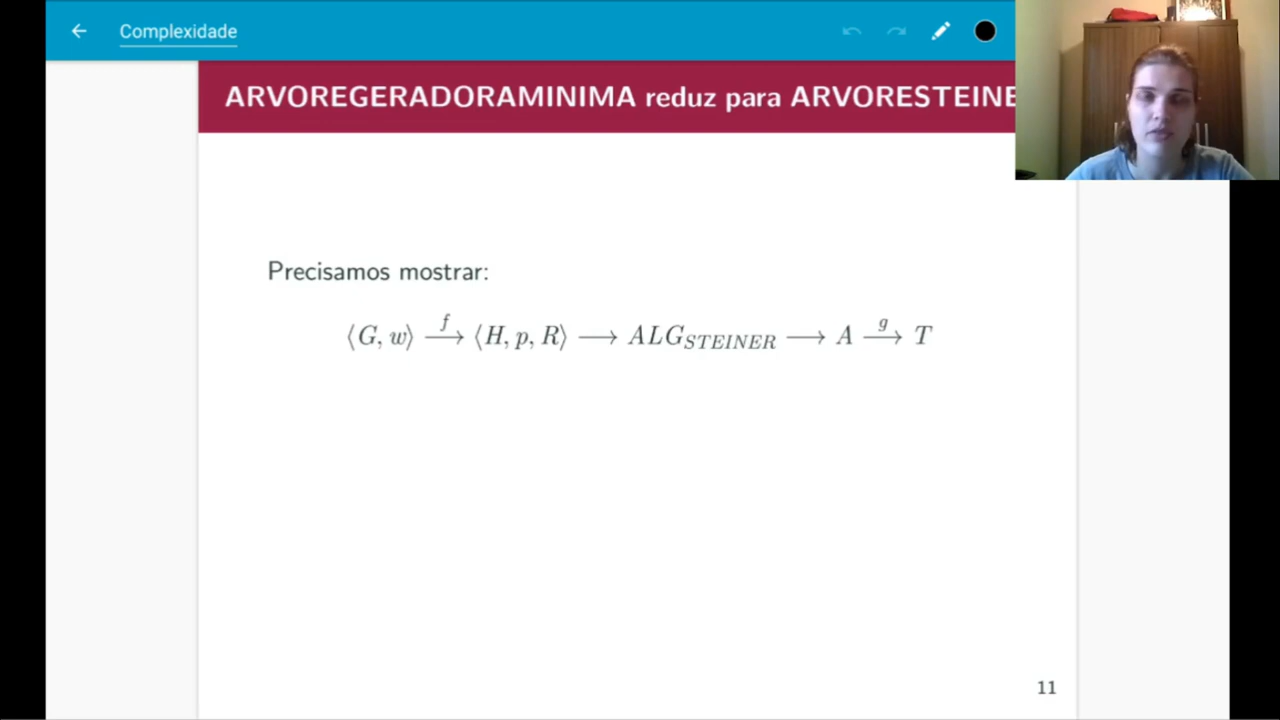 Complexidade
ARVOREGERADORAMINIMA reduz para ARVORESTEINE
Precisamos mostrar:
⟨G, w⟩ —f→ ⟨H, p, R⟩ ⟶ ALG_STEINER ⟶ A —g→ T
11